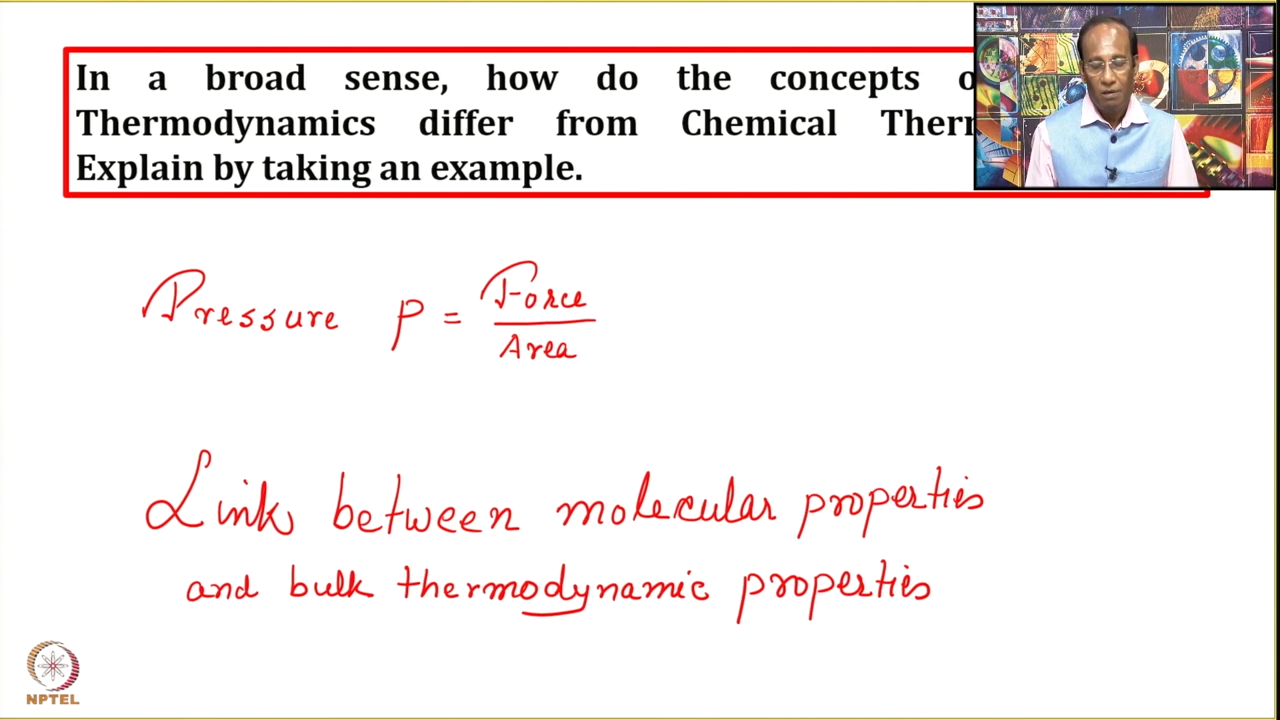 In a broad sense, how do the concepts
Thermodynamics differ from Chemical
Explain by taking an example.
Pressure P = Force
Area
Link between molecular properties
and bulk thermodynamic properties
NPTEL